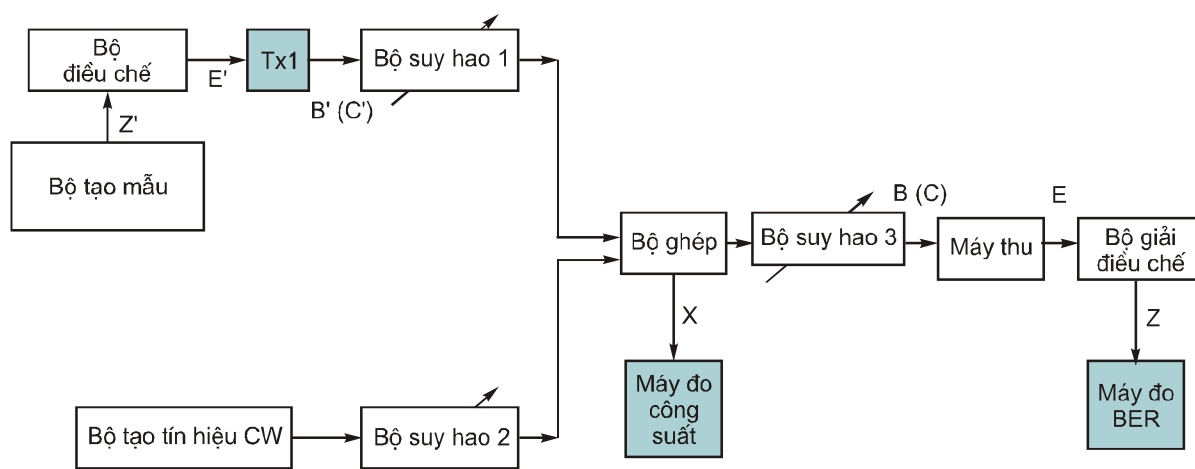 Bộ
điều chế
E'
Tx1
B' (C')
Bộ suy hao 1
Z'
Bộ tạo mẫu
Bộ ghép
Bộ suy hao 3
B (C)
Máy thu
E
Bộ giải
điều chế
X
Z
Máy đo
công
suất
Máy đo
BER
Bộ tạo tín hiệu CW
Bộ suy hao 2